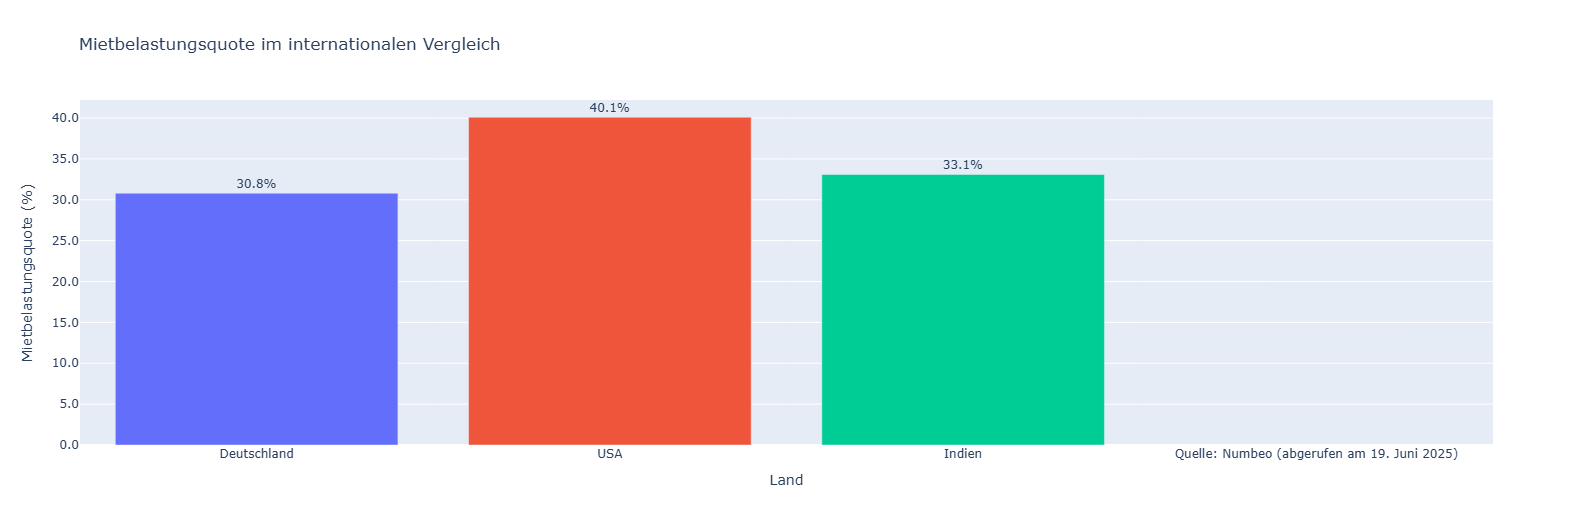 Mietbelastungsquote im internationalen Vergleich
Mietbelastungsquote (%)
40.0
35.0
30.0
25.0
20.0
15.0
10.0
5.0
0.0
30.8%
40.1%
33.1%
Deutschland
USA
Indien
Quelle: Numbeo (abgerufen am 19. Juni 2025)
Land